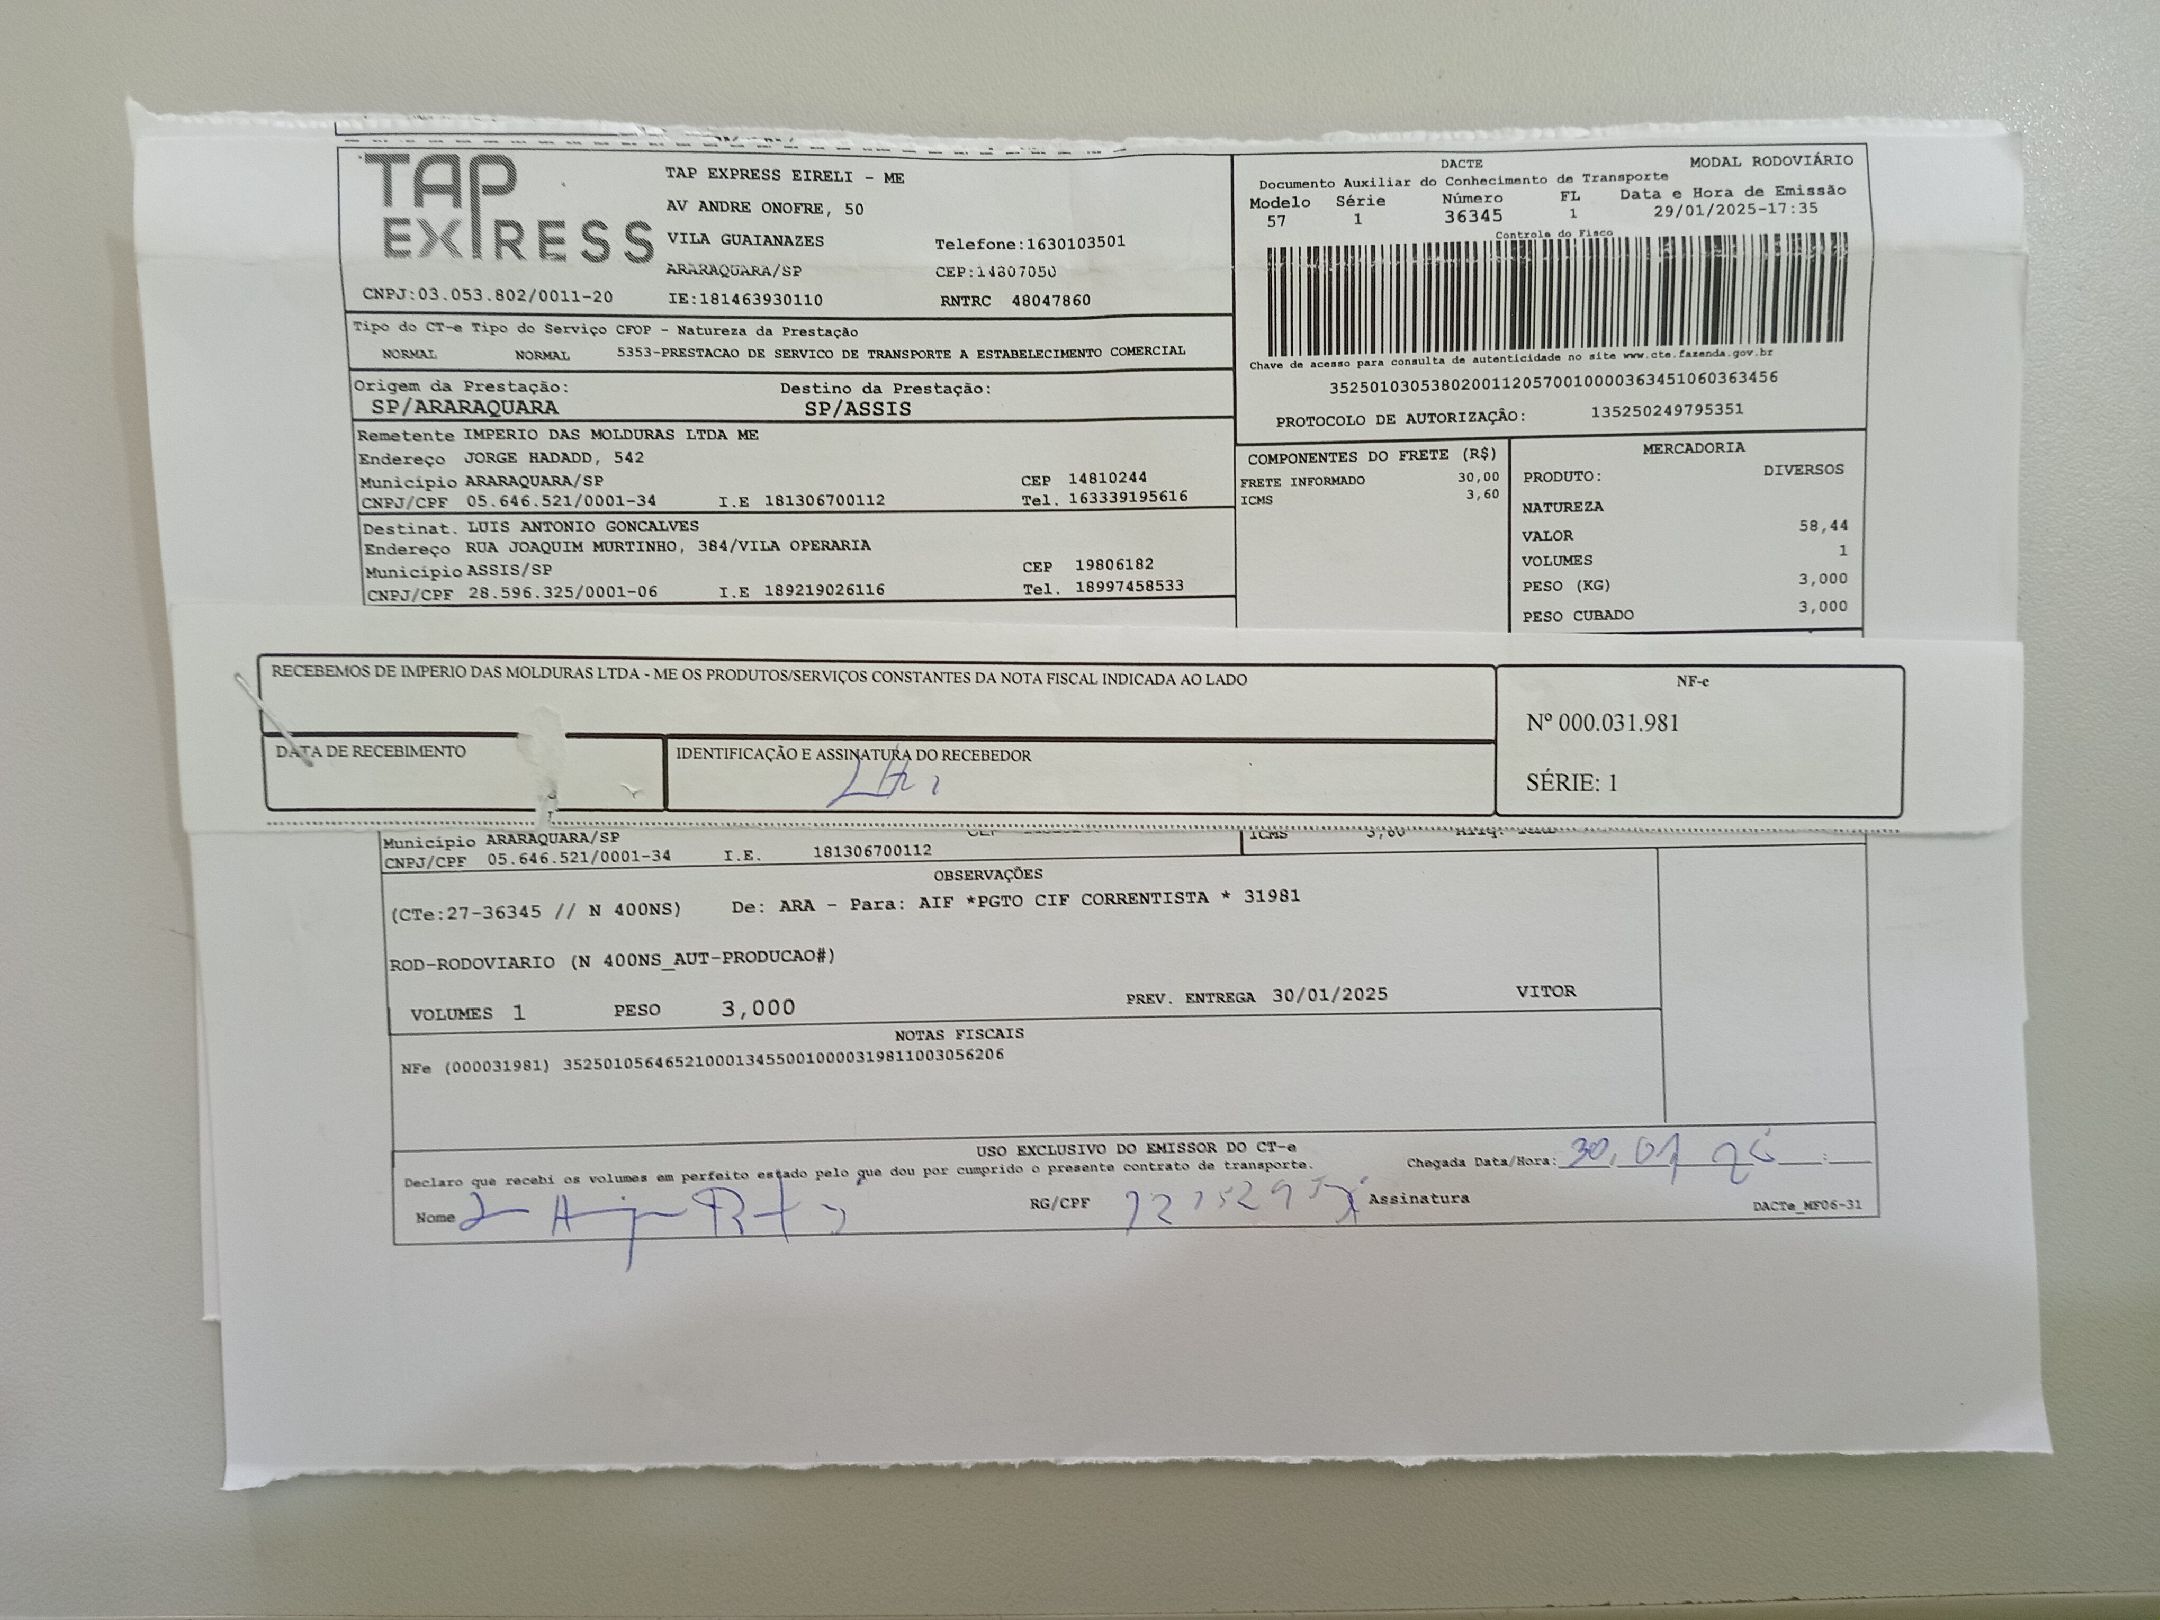 TAP EXPRESS
TAP EXPRESS EIRELI - ME
AV ANDRE ONOFRE, 50
VILA GUAIANAZES Telefone:1630103501
ARARAQUARA/SP CEP:14807050
CNPJ:03.053.802/0011-20 IE:181463930110 RNTRC 48047860
DACTE MODAL RODOVIÁRIO
Documento Auxiliar do Conhecimento de Transporte
Modelo Série Número FL Data e Hora de Emissão
57 1 36345 1 29/01/2025-17:35
Controle do Fisco
Chave de acesso para consulta de autenticidade no site www.cte.fazenda.gov.br
35250103053802001120570010000363451060363456
PROTOCOLO DE AUTORIZAÇÃO: 135250249795351
Tipo do CT-e Tipo do Serviço CFOP - Natureza da Prestação
NORMAL NORMAL 5353-PRESTACAO DE SERVICO DE TRANSPORTE A ESTABELECIMENTO COMERCIAL
Origem da Prestação: Destino da Prestação:
SP/ARARAQUARA SP/ASSIS
Remetente IMPERIO DAS MOLDURAS LTDA ME
Endereço JORGE HADADD, 542
Município ARARAQUARA/SP CEP 14810244
CNPJ/CPF 05.646.521/0001-34 I.E 181306700112 Tel. 163339195616
Destinat. LUIS ANTONIO GONCALVES
Endereço RUA JOAQUIM MURTINHO, 384/VILA OPERARIA
Município ASSIS/SP CEP 19806182
CNPJ/CPF 28.596.325/0001-06 I.E 189219026116 Tel. 18997458533
COMPONENTES DO FRETE (R$)
FRETE INFORMADO 30,00
ICMS 3,60
MERCADORIA
PRODUTO: DIVERSOS
NATUREZA
VALOR 58,44
VOLUMES 1
PESO (KG) 3,000
PESO CUBADO 3,000
RECEBEMOS DE IMPERIO DAS MOLDURAS LTDA - ME OS PRODUTOS/SERVIÇOS CONSTANTES DA NOTA FISCAL INDICADA AO LADO
DATA DE RECEBIMENTO IDENTIFICAÇÃO E ASSINATURA DO RECEBEDOR
NF-e
Nº 000.031.981
SÉRIE: 1
Município ARARAQUARA/SP
CNPJ/CPF 05.646.521/0001-34 I.E. 181306700112
ICMS 3,60
OBSERVAÇÕES
(CTe:27-36345 // N 400NS) De: ARA - Para: AIF *PGTO CIF CORRENTISTA * 31981
ROD-RODOVIARIO (N 400NS_AUT-PRODUCAO#)
VOLUMES 1 PESO 3,000 PREV. ENTREGA 30/01/2025 VITOR
NOTAS FISCAIS
NFe (000031981) 35250105646521000134550010000319811003056206
USO EXCLUSIVO DO EMISSOR DO CT-e
Declaro que recebi os volumes em perfeito estado pelo que dou por cumprido o presente contrato de transporte. Chegada Data/Hora: 30.01
Nome RG/CPF Assinatura DACTe_MF06-31